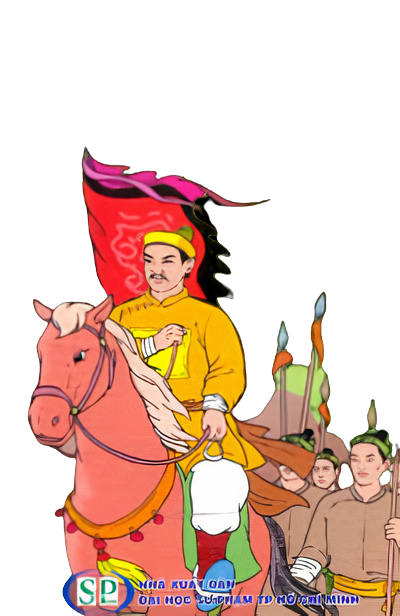 SP
NHÀ XUẤT BẢN
ĐẠI HỌC SƯ PHẠM TP HỒ CHÍ MINH